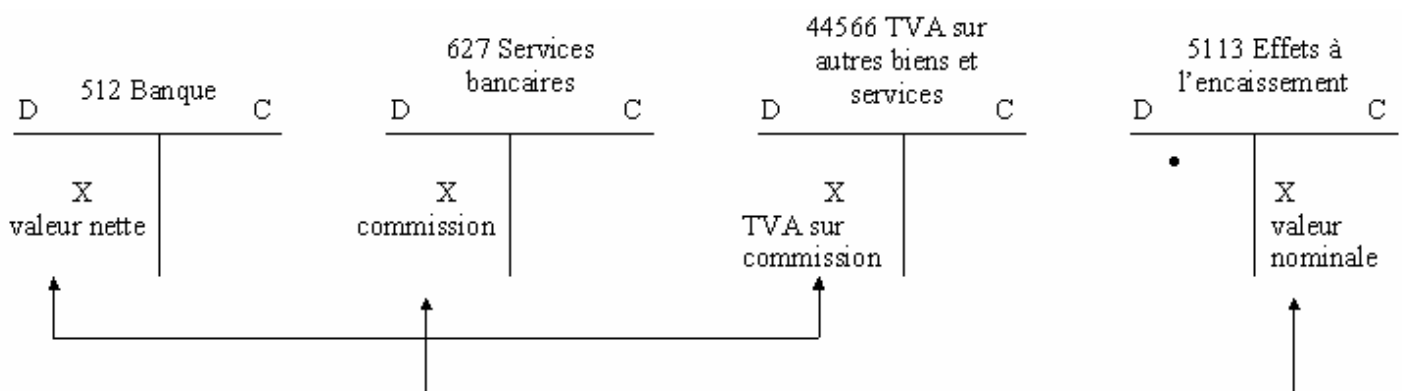 512 Banque
D C
X
valeur nette
627 Services
bancaires
D C
X
commission
44566 TVA sur
autres biens et
services
D C
X
TVA sur
commission
5113 Effets à
l'encaissement
D C
X
valeur
nominale